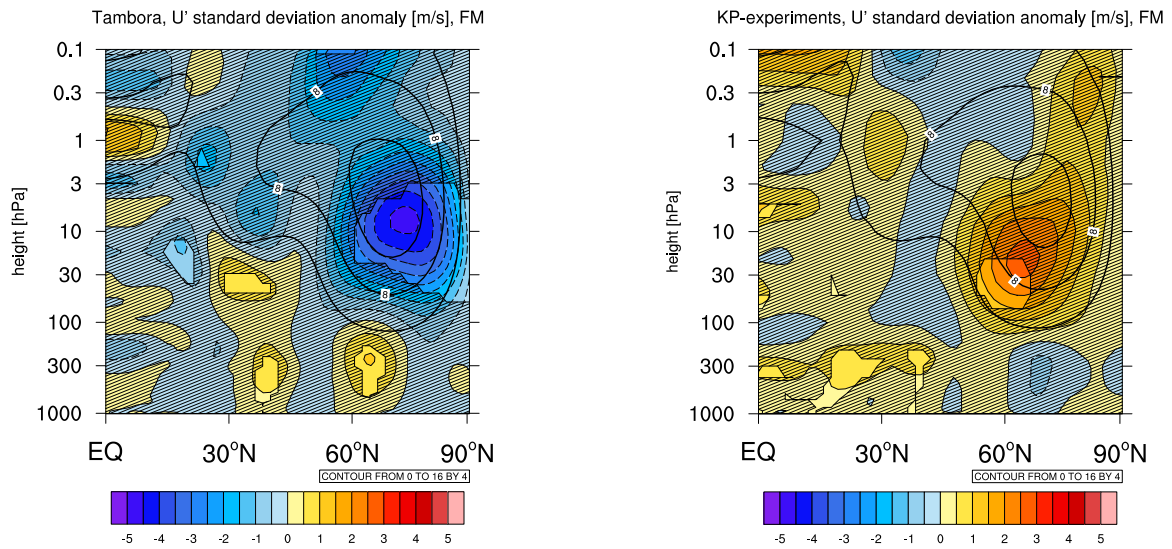 Tambora, U' standard deviation anomaly [m/s], FM
0.1
0.3
1
3
10
30
100
300
1000
height [hPa]
8
8
8
8
EQ
30°N
60°N
90°N
CONTOUR FROM 0 TO 16 BY 4
-5 -4 -3 -2 -1 0 1 2 3 4 5
KP-experiments, U' standard deviation anomaly [m/s], FM
0.1
0.3
1
3
10
30
100
300
1000
height [hPa]
8
8
8
8
EQ
30°N
60°N
90°N
CONTOUR FROM 0 TO 16 BY 4
-5 -4 -3 -2 -1 0 1 2 3 4 5